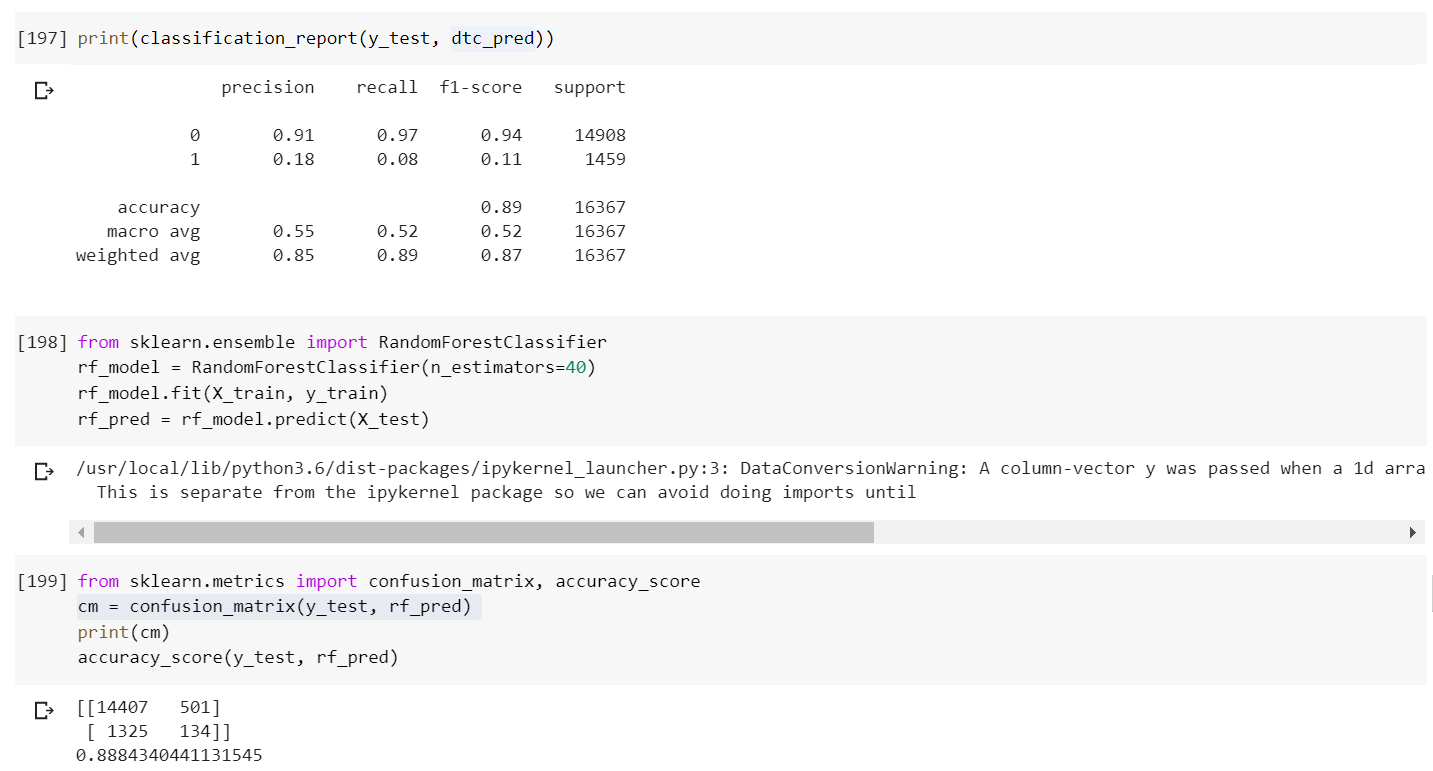 [197] print(classification_report(y_test, dtc_pred))
precision recall f1-score support
0 0.91 0.97 0.94 14908
1 0.18 0.08 0.11 1459
accuracy 0.89 16367
macro avg 0.55 0.52 0.52 16367
weighted avg 0.85 0.89 0.87 16367
[198] from sklearn.ensemble import RandomForestClassifier
rf_model = RandomForestClassifier(n_estimators=40)
rf_model.fit(X_train, y_train)
rf_pred = rf_model.predict(X_test)
/usr/local/lib/python3.6/dist-packages/ipykernel_launcher.py:3: DataConversionWarning: A column-vector y was passed when a 1d arra
This is separate from the ipykernel package so we can avoid doing imports until
[199] from sklearn.metrics import confusion_matrix, accuracy_score
cm = confusion_matrix(y_test, rf_pred)
print(cm)
accuracy_score(y_test, rf_pred)
[[14407 501]
[ 1325 134]]
0.8884340441131545